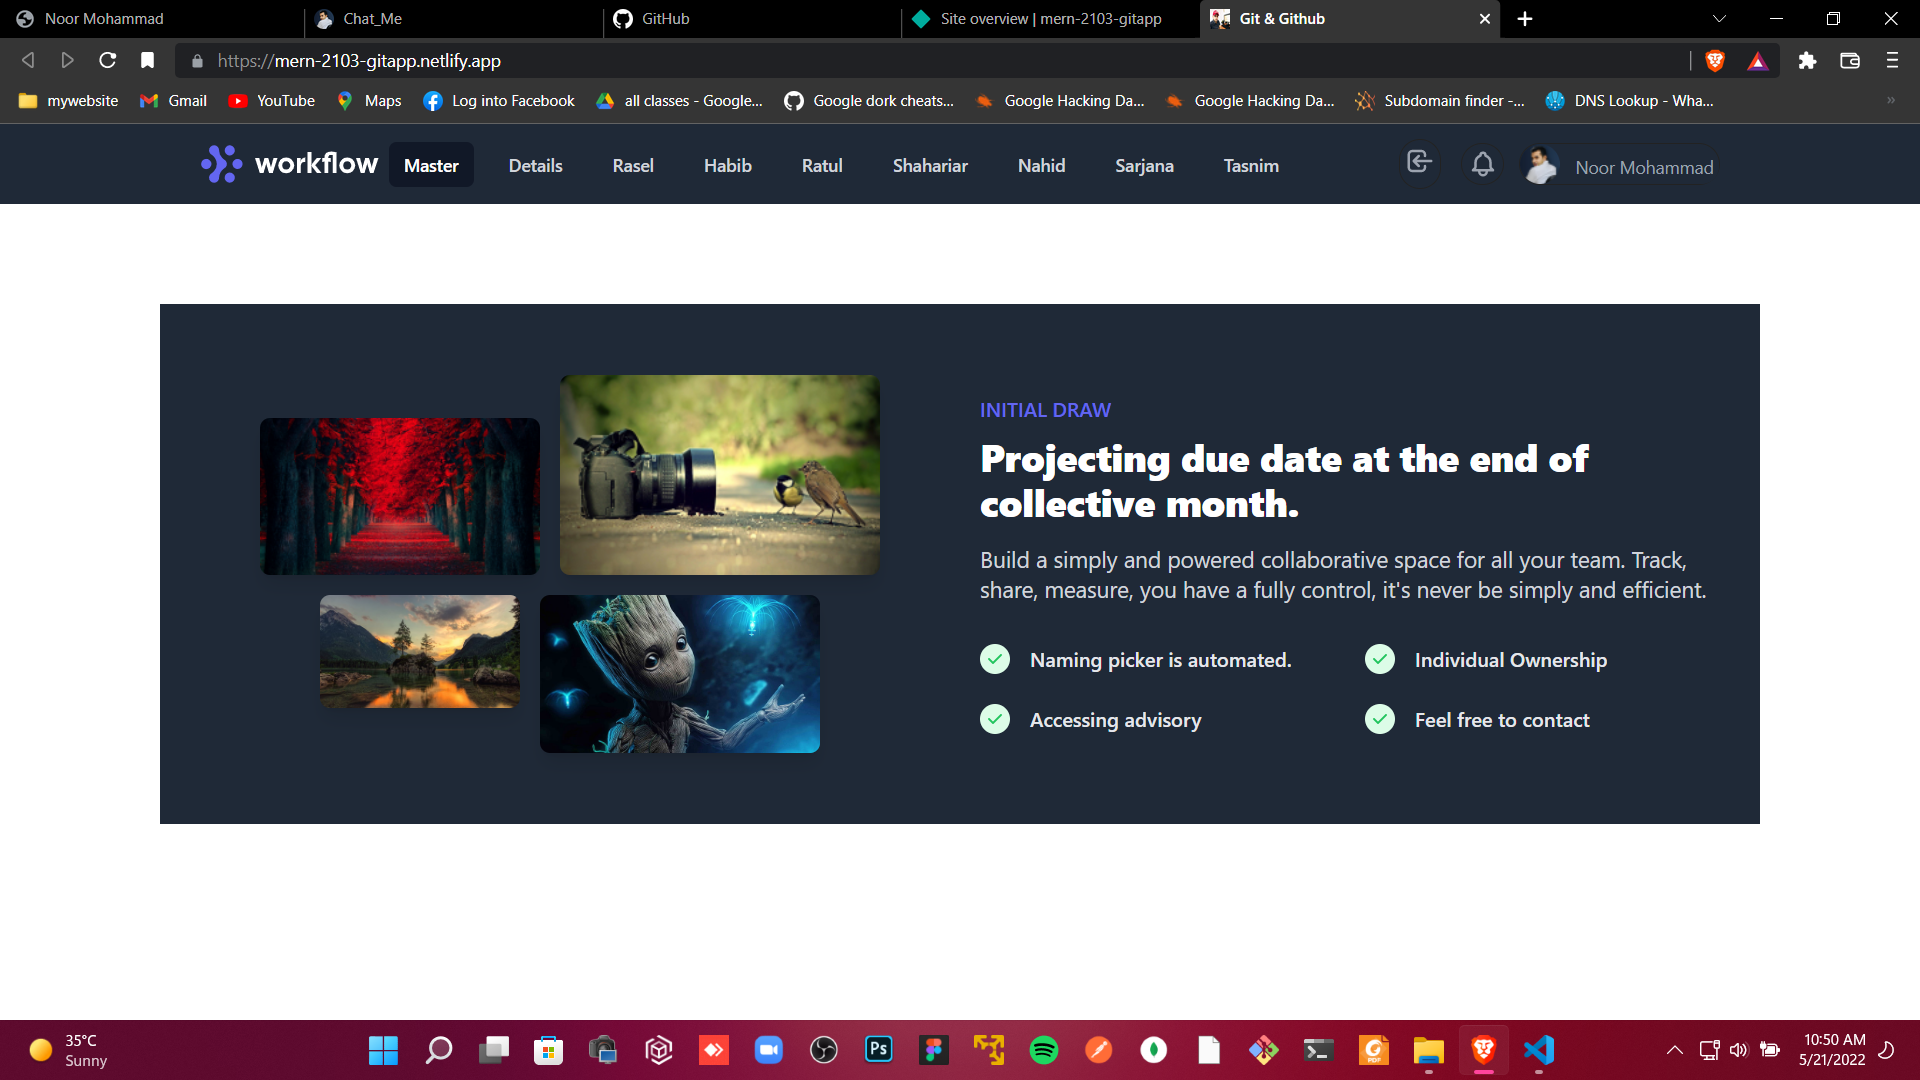 Noor Mohammad
Chat_Me
GitHub
Site overview | mern-2103-gitapp
Git & Github
https://mern-2103-gitapp.netlify.app
mywebsite
Gmail
YouTube
Maps
Log into Facebook
all classes - Google...
Google dork cheats...
Google Hacking Da...
Google Hacking Da...
Subdomain finder -...
DNS Lookup - Wha...
workflow
Master
Details
Rasel
Habib
Ratul
Shahariar
Nahid
Sarjana
Tasnim
Noor Mohammad
INITIAL DRAW
Projecting due date at the end of
collective month.
Build a simply and powered collaborative space for all your team. Track,
share, measure, you have a fully control, it's never be simply and efficient.
Naming picker is automated.
Individual Ownership
Accessing advisory
Feel free to contact
35°C
Sunny
Ps
PDF
10:50 AM
5/21/2022